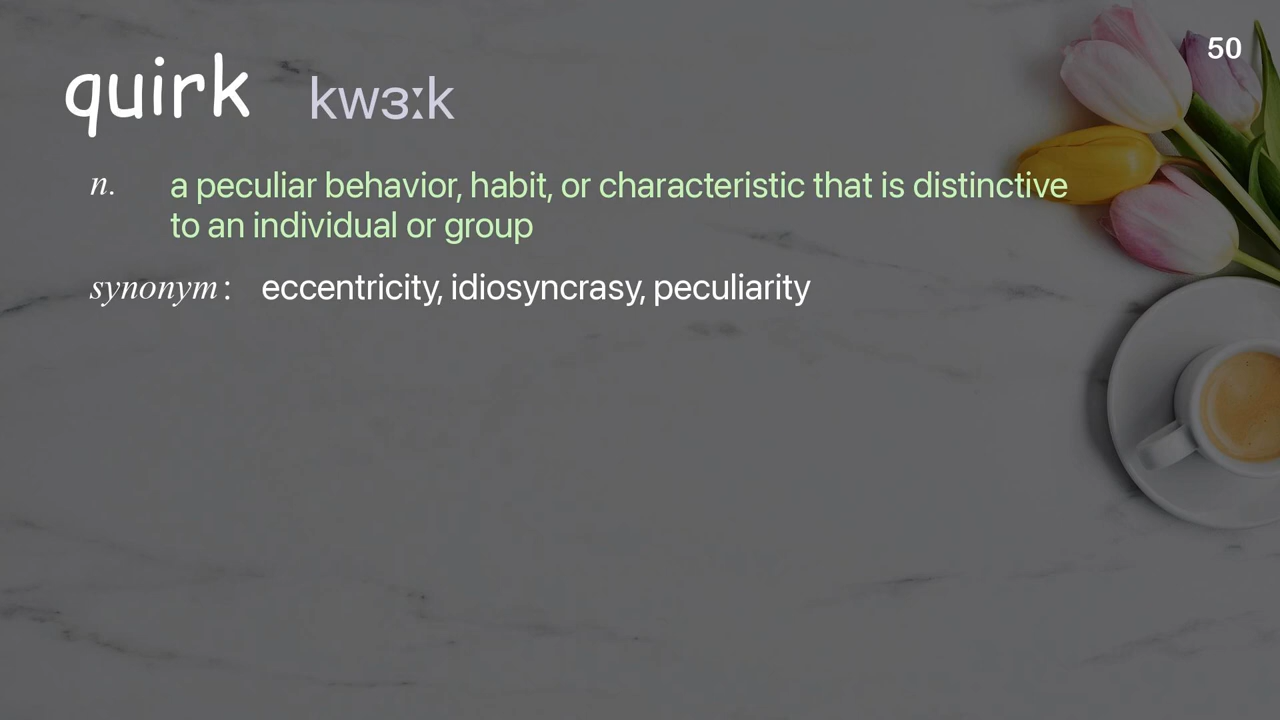 50
quirk kwɜːk
n. a peculiar behavior, habit, or characteristic that is distinctive
to an individual or group
synonym : eccentricity, idiosyncrasy, peculiarity